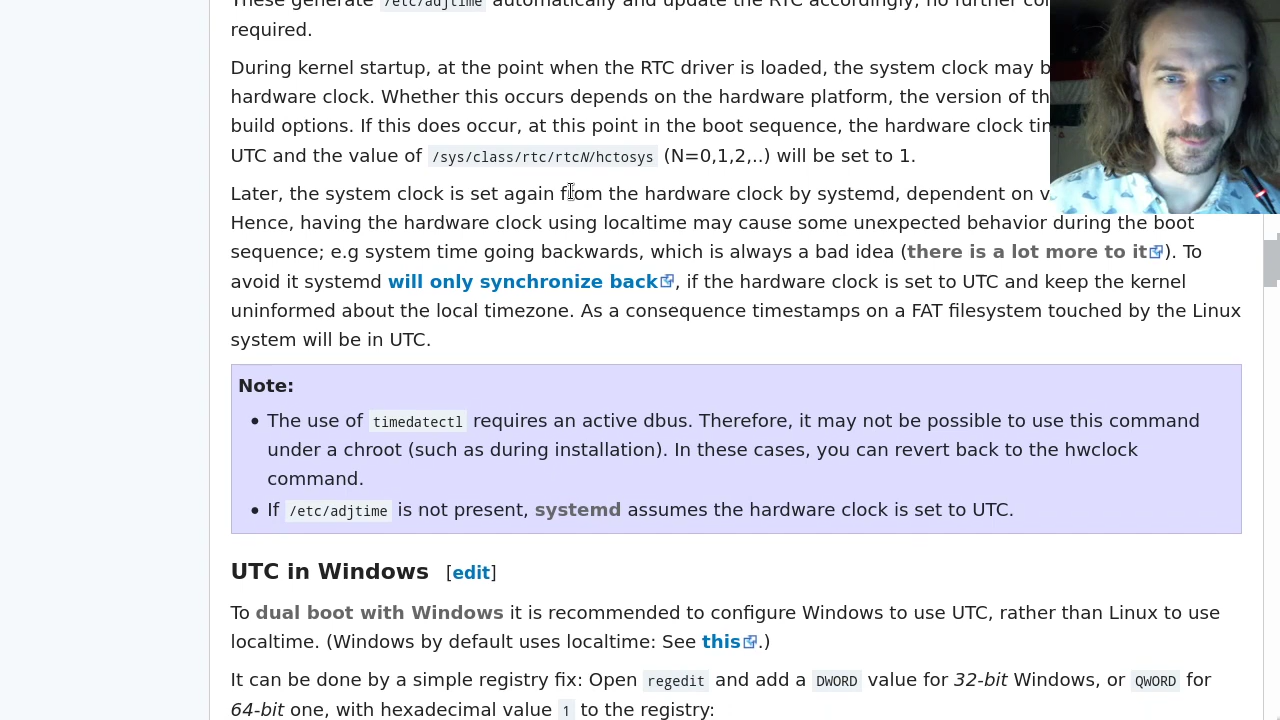 These generate /etc/adjtime automatically and update the RTC accordingly; no further
required.
During kernel startup, at the point when the RTC driver is loaded, the system clock may
hardware clock. Whether this occurs depends on the hardware platform, the version of
build options. If this does occur, at this point in the boot sequence, the hardware clock
UTC and the value of /sys/class/rtc/rtcN/hctosys (N=0,1,2,..) will be set to 1.
Later, the system clock is set again from the hardware clock by systemd, dependent on
Hence, having the hardware clock using localtime may cause some unexpected behavior during the boot
sequence; e.g system time going backwards, which is always a bad idea (there is a lot more to it). To
avoid it systemd will only synchronize back, if the hardware clock is set to UTC and keep the kernel
uninformed about the local timezone. As a consequence timestamps on a FAT filesystem touched by the Linux
system will be in UTC.
Note:
• The use of timedatectl requires an active dbus. Therefore, it may not be possible to use this command
under a chroot (such as during installation). In these cases, you can revert back to the hwclock
command.
• If /etc/adjtime is not present, systemd assumes the hardware clock is set to UTC.
UTC in Windows [edit]
To dual boot with Windows it is recommended to configure Windows to use UTC, rather than Linux to use
localtime. (Windows by default uses localtime: See this.)
It can be done by a simple registry fix: Open regedit and add a DWORD value for 32-bit Windows, or QWORD for
64-bit one, with hexadecimal value 1 to the registry: